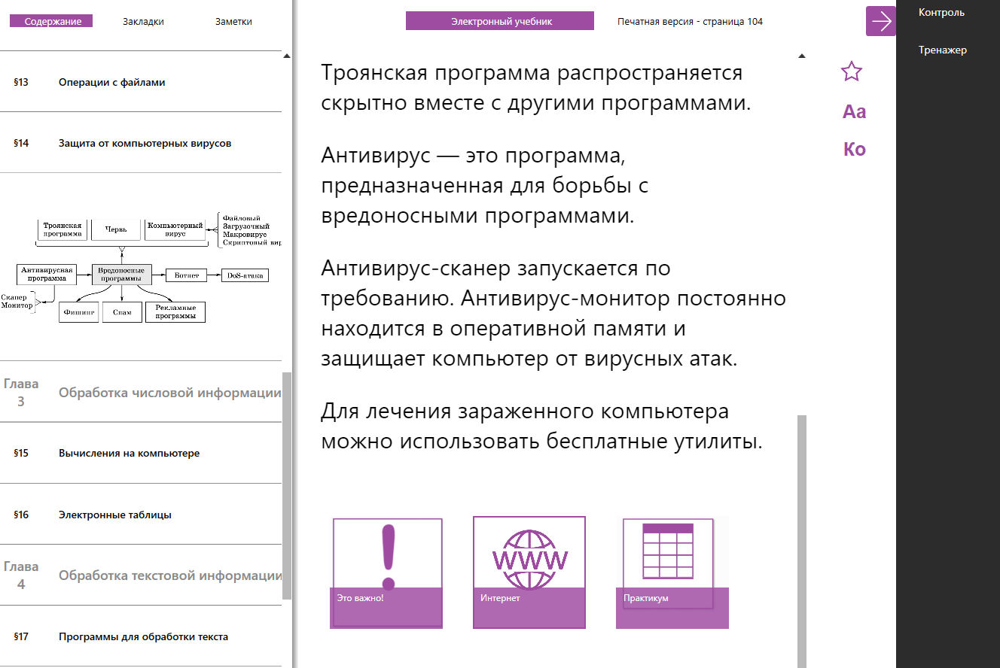 Содержание
Закладки
Заметки
§13
Операции с файлами
§14
Защита от компьютерных вирусов
Троянская
программа
Червь
Компьютерный
вирус
Файловый
Загрузочный
Макровирус
Скриптовый вир
Антивирусная
программа
Вредоносные
программы
Ботнет
DoS-атака
Сканер
Монитор
Фишинг
Спам
Рекламные
программы
Глава
3
Обработка числовой информации
§15
Вычисления на компьютере
§16
Электронные таблицы
Глава
4
Обработка текстовой информации
§17
Программы для обработки текста
Электронный учебник
Печатная версия - страница 104
Троянская программа распространяется
скрытно вместе с другими программами.
Антивирус — это программа,
предназначенная для борьбы с
вредоносными программами.
Антивирус-сканер запускается по
требованию. Антивирус-монитор постоянно
находится в оперативной памяти и
защищает компьютер от вирусных атак.
Для лечения зараженного компьютера
можно использовать бесплатные утилиты.
Это важно!
WWW
Интернет
Практикум
Аа
Ко
Контроль
Тренажер